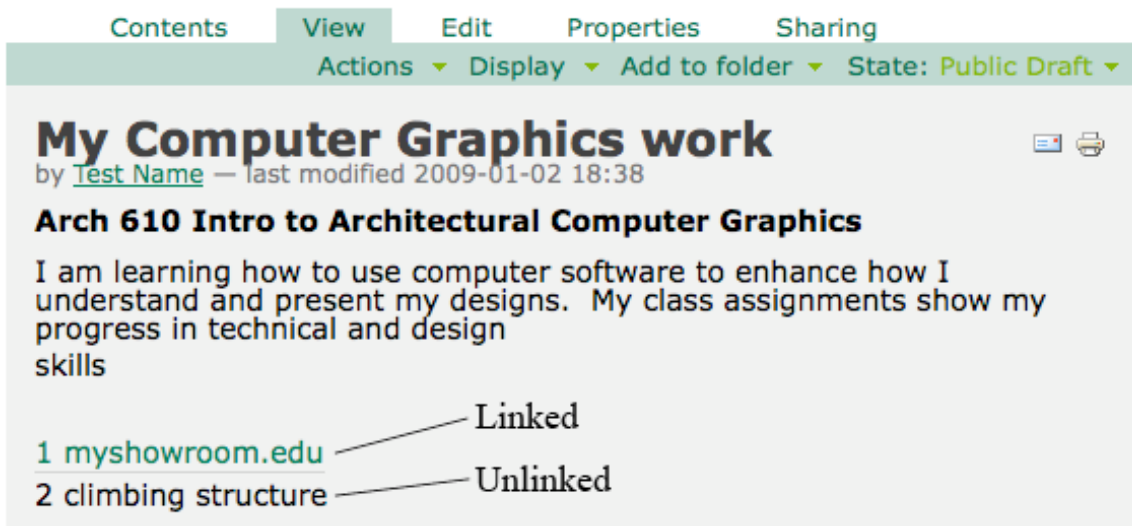 Contents View Edit Properties Sharing
Actions Display Add to folder State: Public Draft
My Computer Graphics work
by Test Name — last modified 2009-01-02 18:38
Arch 610 Intro to Architectural Computer Graphics
I am learning how to use computer software to enhance how I
understand and present my designs.  My class assignments show my
progress in technical and design
skills
Linked
1 myshowroom.edu
Unlinked
2 climbing structure